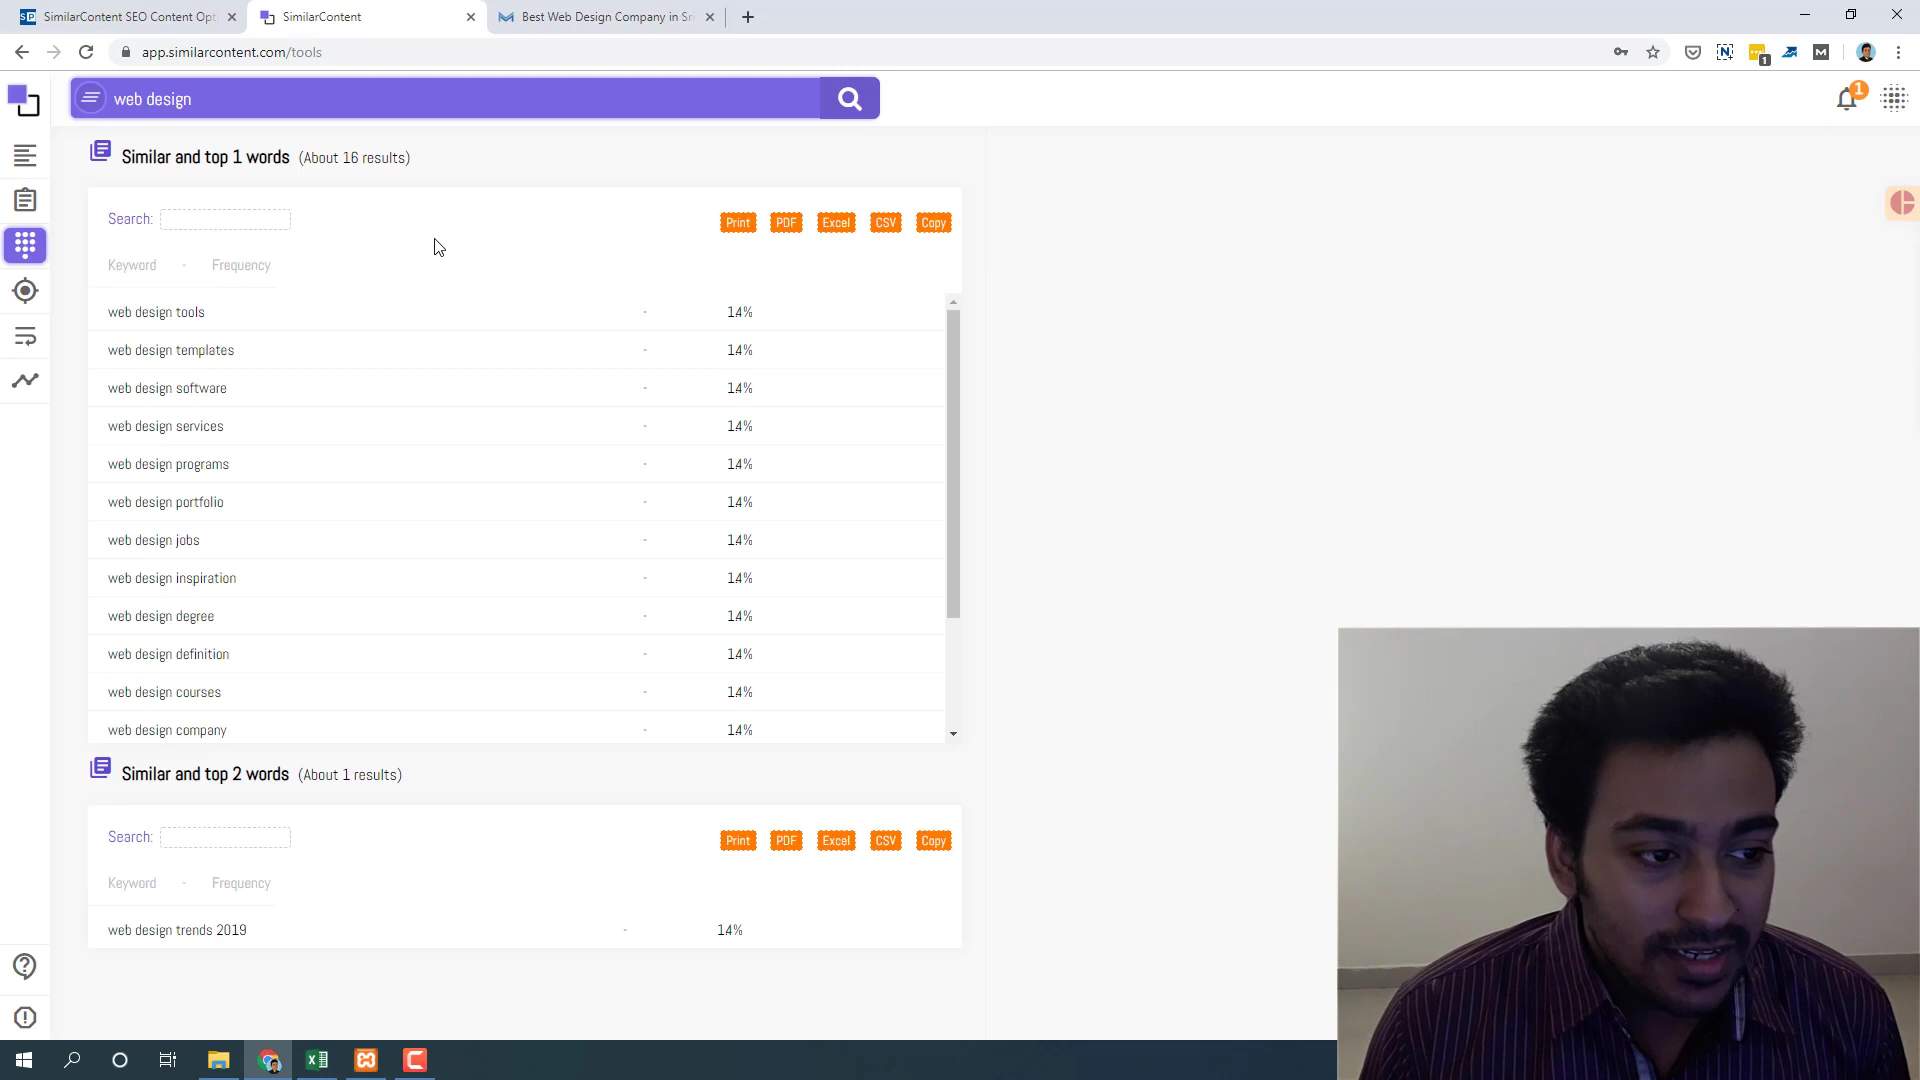 SimilarContent SEO Content Opt
SimilarContent
Best Web Design Company in Sri
app.similarcontent.com/tools
1
web design
1
Similar and top 1 words (About 16 results)
Search:
Print PDF Excel CSV Copy
Keyword - Frequency
web design tools - 14%
web design templates - 14%
web design software - 14%
web design services - 14%
web design programs - 14%
web design portfolio - 14%
web design jobs - 14%
web design inspiration - 14%
web design degree - 14%
web design definition - 14%
web design courses - 14%
web design company - 14%
Similar and top 2 words (About 1 results)
Search:
Print PDF Excel CSV Copy
Keyword - Frequency
web design trends 2019 - 14%